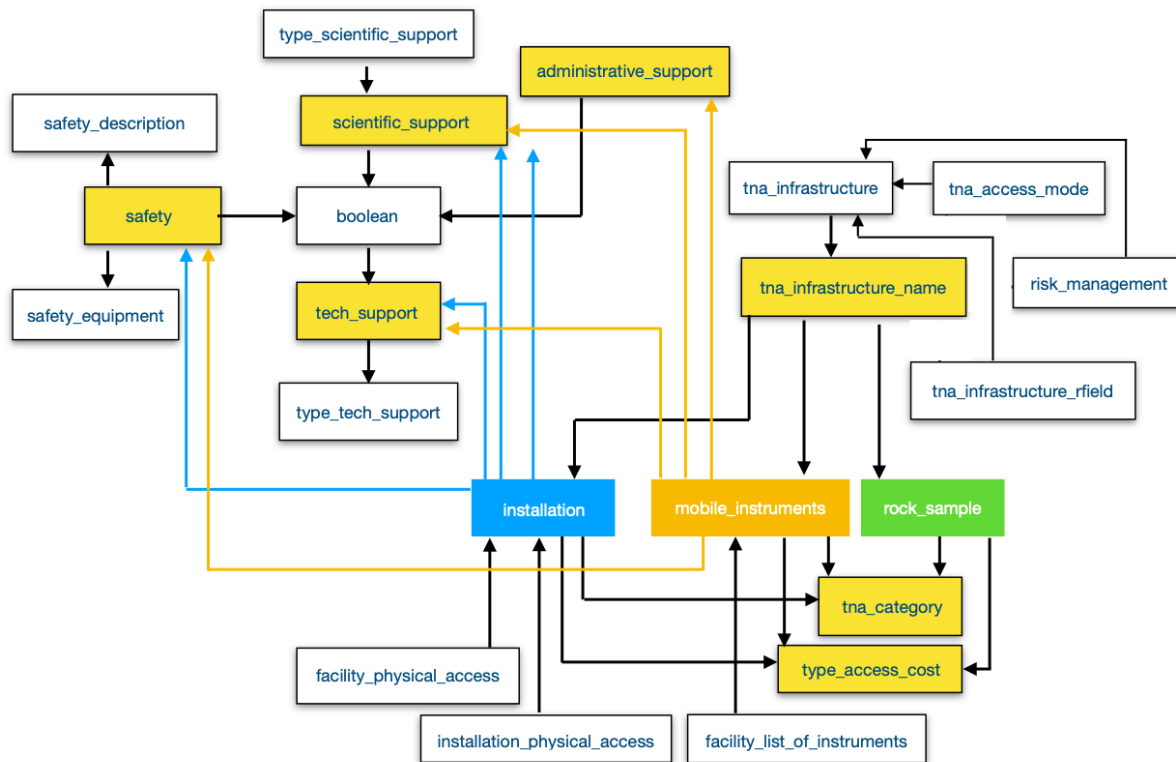 type_scientific_support
administrative_support
safety_description
scientific_support
tna_infrastructure
tna_access_mode
safety
boolean
tna_infrastructure_name
risk_management
safety_equipment
tech_support
tna_infrastructure_rfield
type_tech_support
installation
mobile_instruments
rock_sample
tna_category
facility_physical_access
type_access_cost
installation_physical_access
facility_list_of_instruments